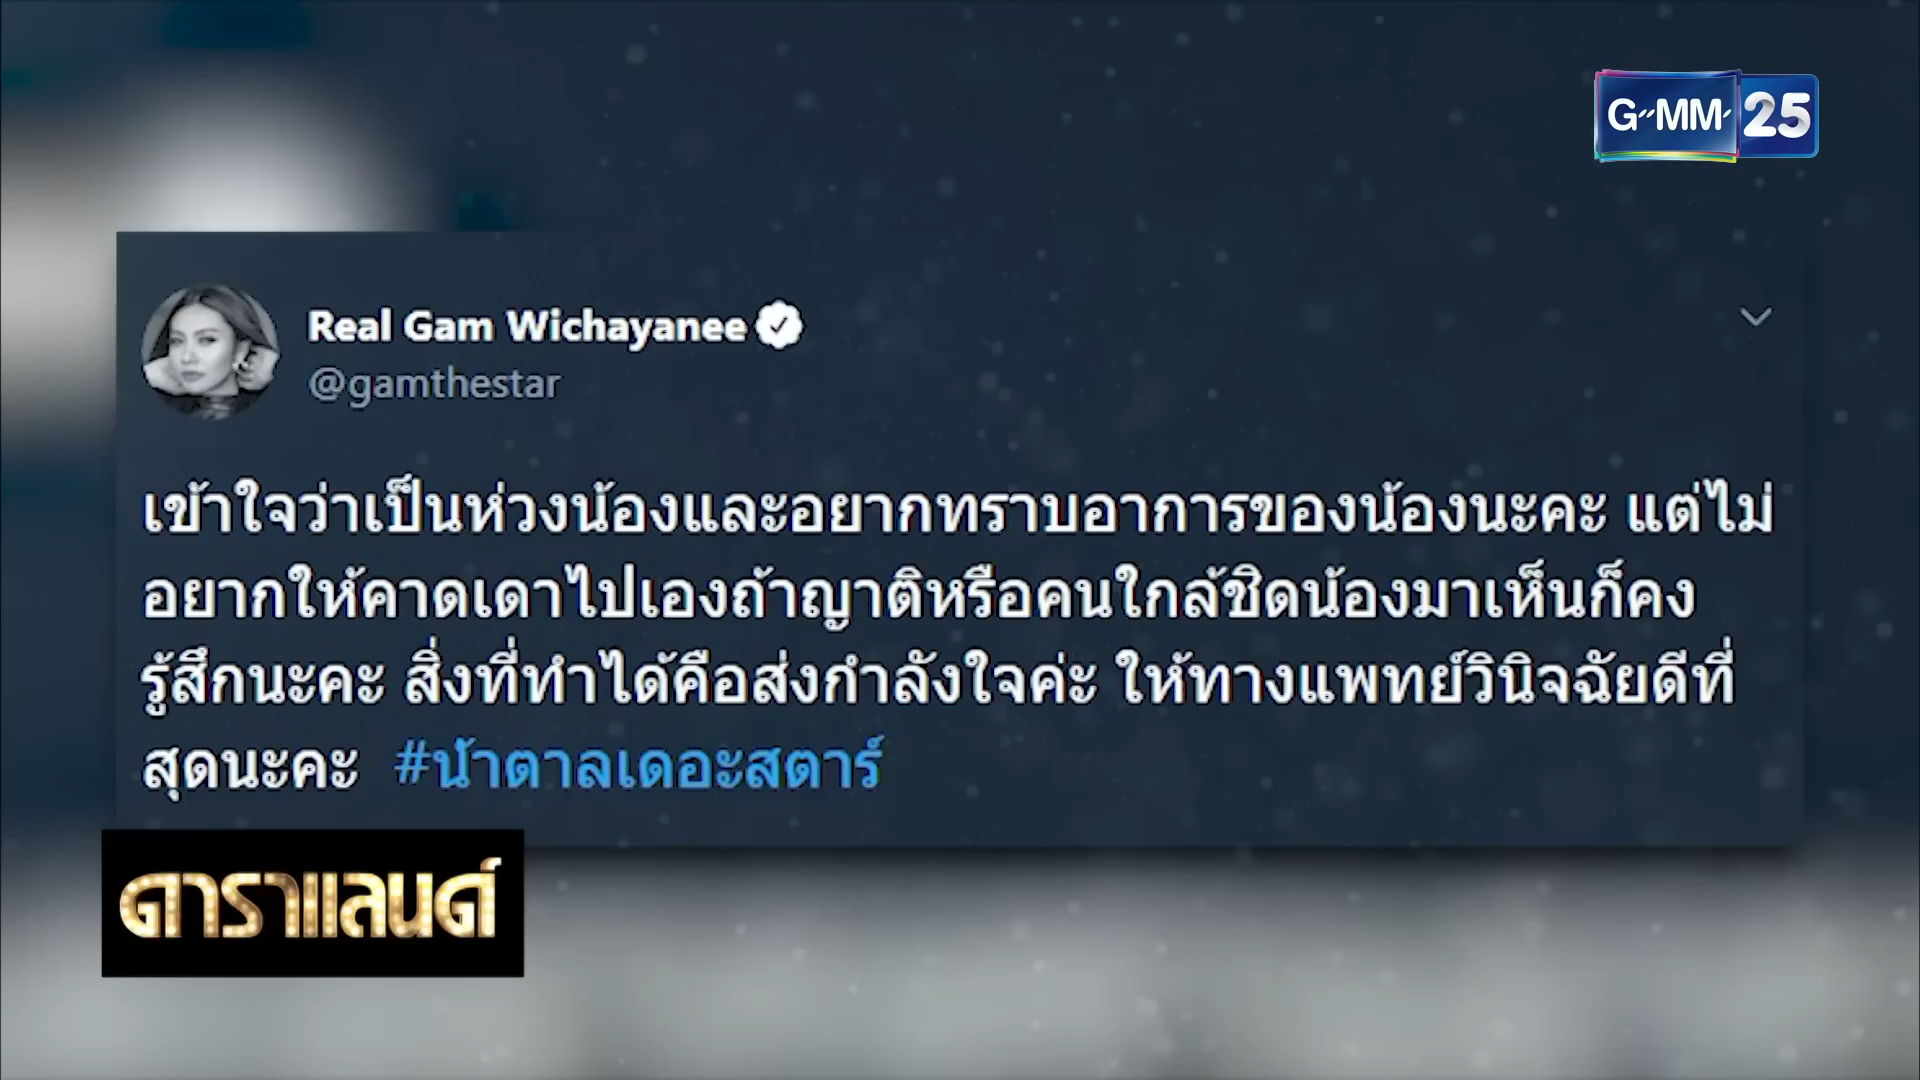 G"MM' 25
Real Gam Wichayanee
@gamthestar
เข้าใจว่าเป็นห่วงน้องและอยากทราบอาการของน้องนะคะ แต่ไม่
อยากให้คาดเดาไปเองถ้าญาติหรือคนใกล้ชิดน้องมาเห็นก็คง
รู้สึกนะคะ สิ่งที่ทำได้คือส่งกำลังใจค่ะ ให้ทางแพทย์วินิจฉัยดีที่
สุดนะคะ #น้ำตาลเดอะสตาร์
ดาราแลนด์